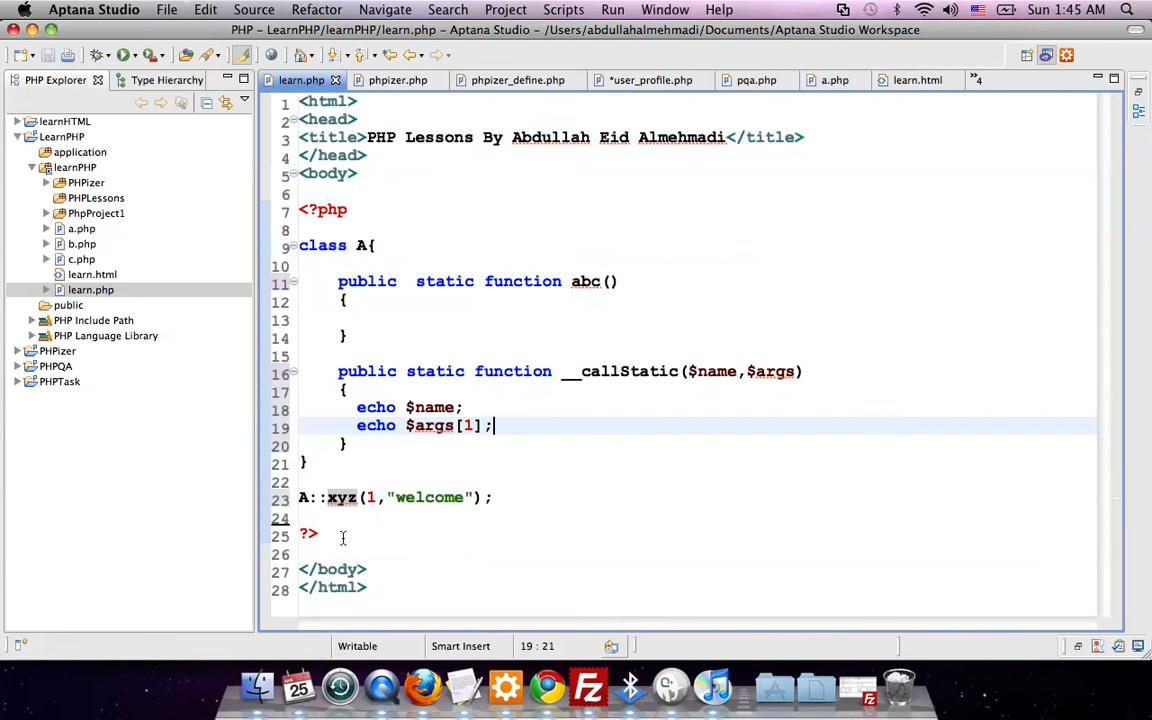 Aptana Studio File Edit Source Refactor Navigate Search Project Scripts Run Window Help Sun 1:45 AM
PHP - LearnPHP/learnPHP/learn.php - Aptana Studio - /Users/abdullahalmehmadi/Documents/Aptana Studio Workspace
PHP Explorer Type Hierarchy
learn.php phpizer.php phpizer_define.php *user_profile.php pqa.php a.php learn.html »4
learnHTML
LearnPHP
application
learnPHP
PHPizer
PHPLessons
PhpProject1
a.php
b.php
c.php
learn.html
learn.php
public
PHP Include Path
PHP Language Library
PHPizer
PHPQA
PHPTask
1 <html>
2 <head>
3 <title>PHP Lessons By Abdullah Eid Almehmadi</title>
4 </head>
5 <body>
6
7 <?php
8
9 class A{
10
11 public  static function abc()
12 {
13
14 }
15
16 public static function __callStatic($name,$args)
17 {
18 echo $name;
19 echo $args[1];
20 }
21 }
22
23 A::xyz(1,"welcome");
24
25 ?>
26
27 </body>
28 </html>
Writable Smart Insert 19 : 21